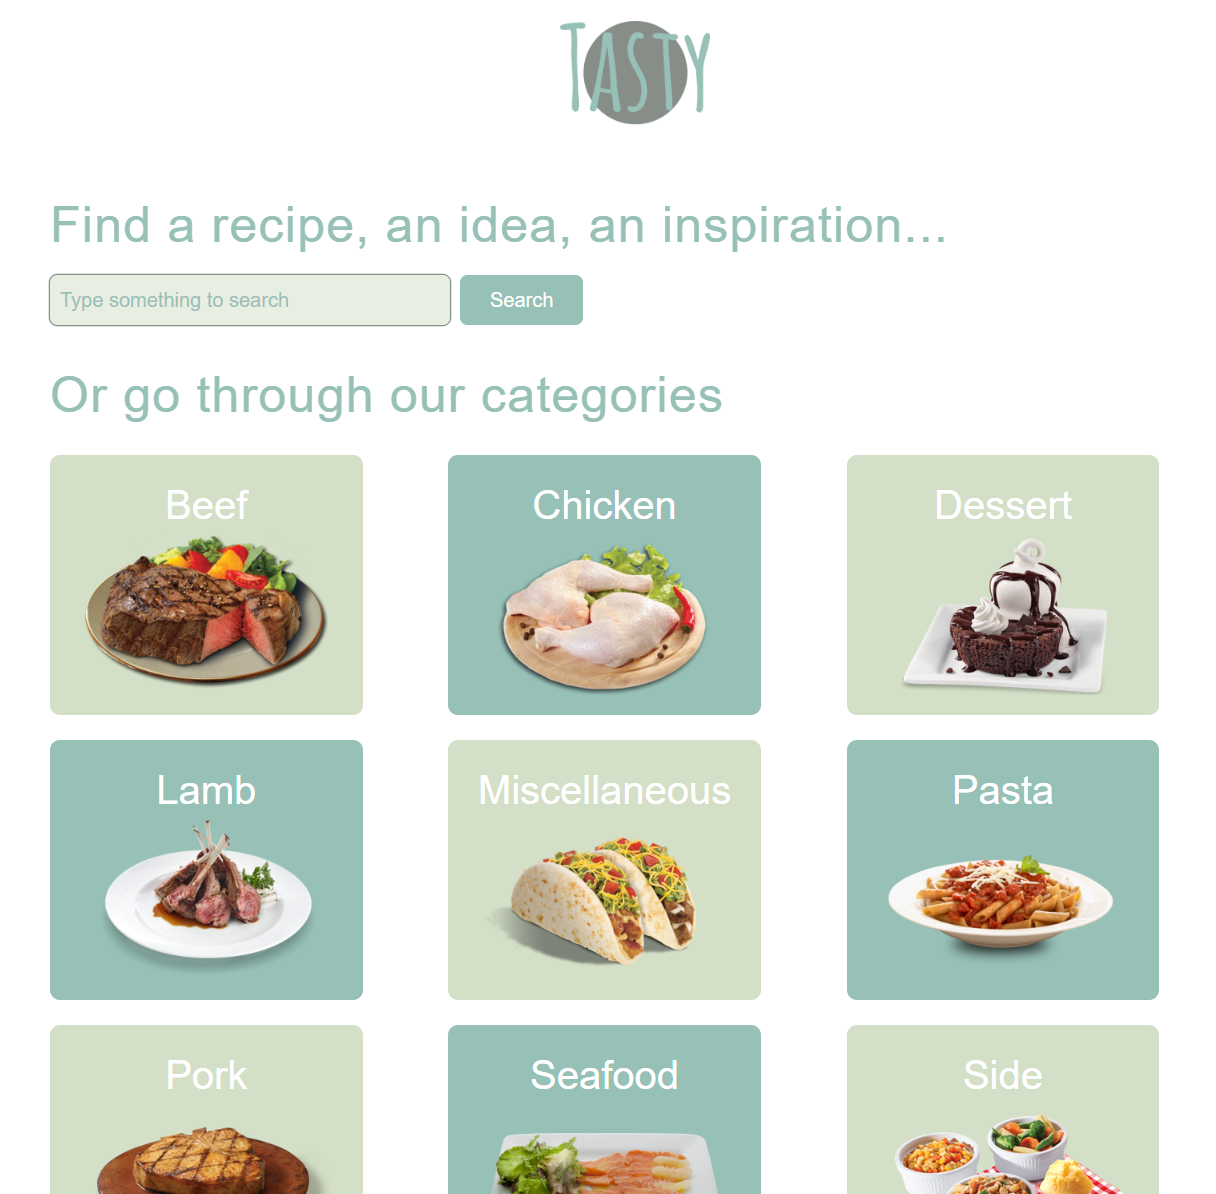 TASTY
Find a recipe, an idea, an inspiration...
Type something to search
Search
Or go through our categories
Beef
Chicken
Dessert
Lamb
Miscellaneous
Pasta
Pork
Seafood
Side